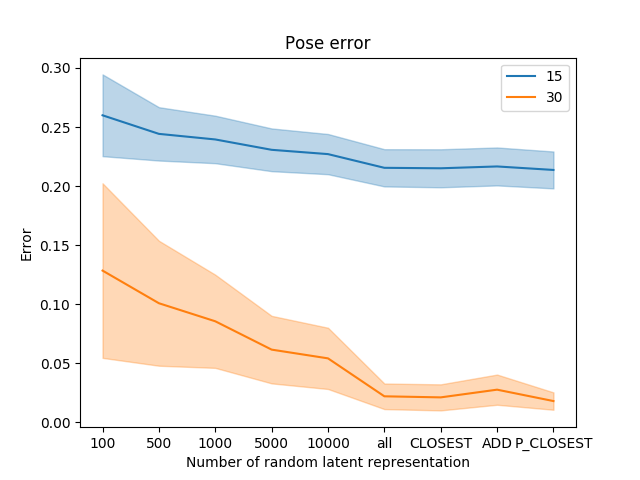 Pose error
15
30
0.30
0.25
0.20
0.15
0.10
0.05
0.00
Error
100 500 1000 5000 10000 all CLOSEST ADD P_CLOSEST
Number of random latent representation